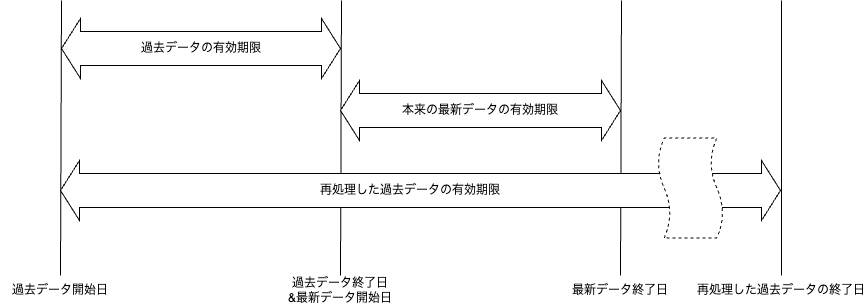 過去データの有効期限
本来の最新データの有効期限
再処理した過去データの有効期限
過去データ開始日
過去データ終了日
&最新データ開始日
最新データ終了日
再処理した過去データの終了日